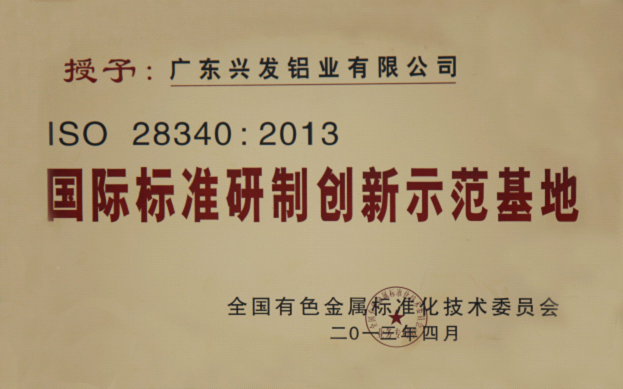 授予：广东兴发铝业有限公司
ISO 28340:2013
国际标准研制创新示范基地
全国有色金属标准化技术委员会
二〇一 年四月